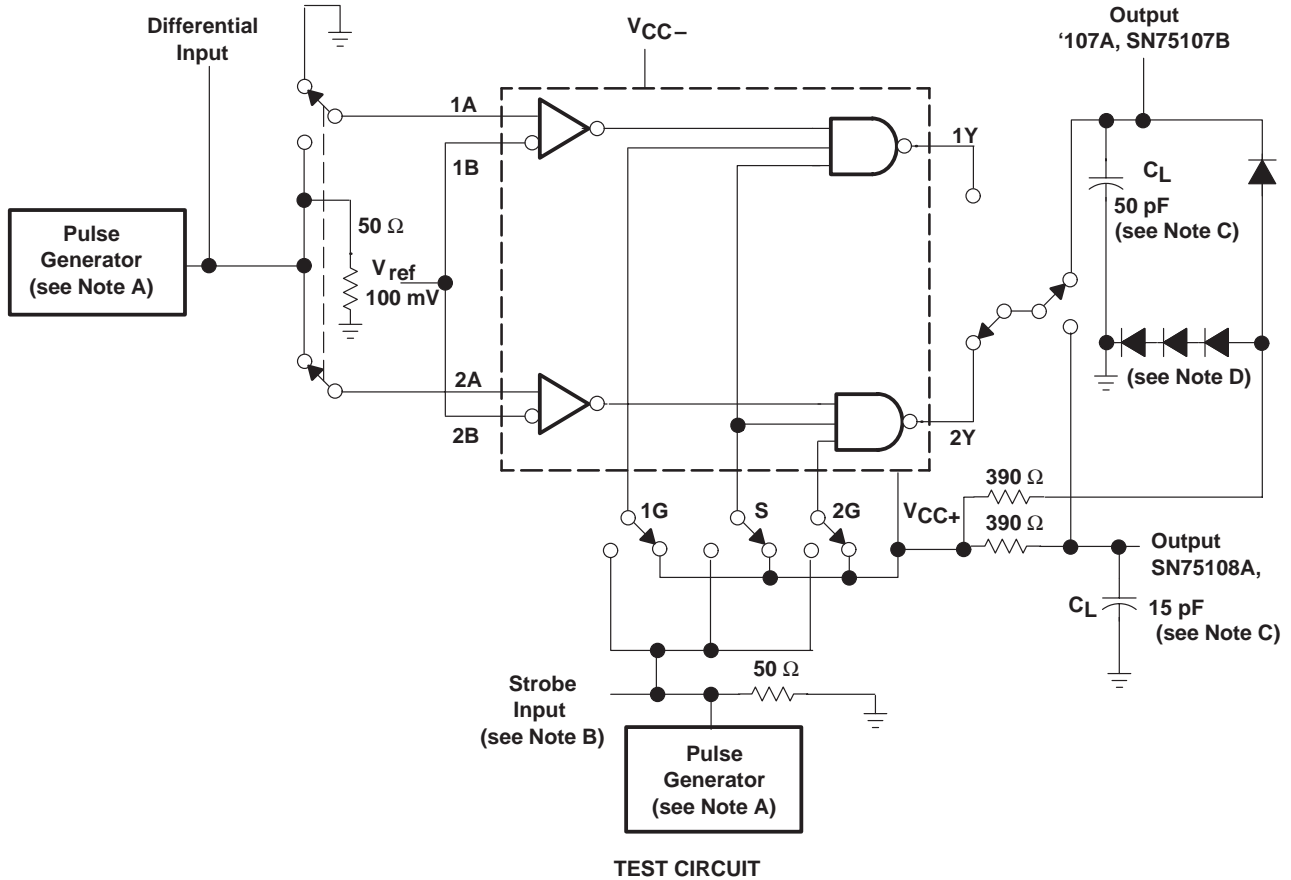 Differential
Input
VCC−
Output
‘107A, SN75107B
1A
1B
1Y
CL
50 pF
(see Note C)
50 Ω
Pulse
Generator
(see Note A)
Vref
100 mV
(see Note D)
2A
2B
2Y
390 Ω
1G
S
2G
VCC+
390 Ω
Output
SN75108A,
CL
15 pF
(see Note C)
50 Ω
Strobe
Input
(see Note B)
Pulse
Generator
(see Note A)
TEST CIRCUIT